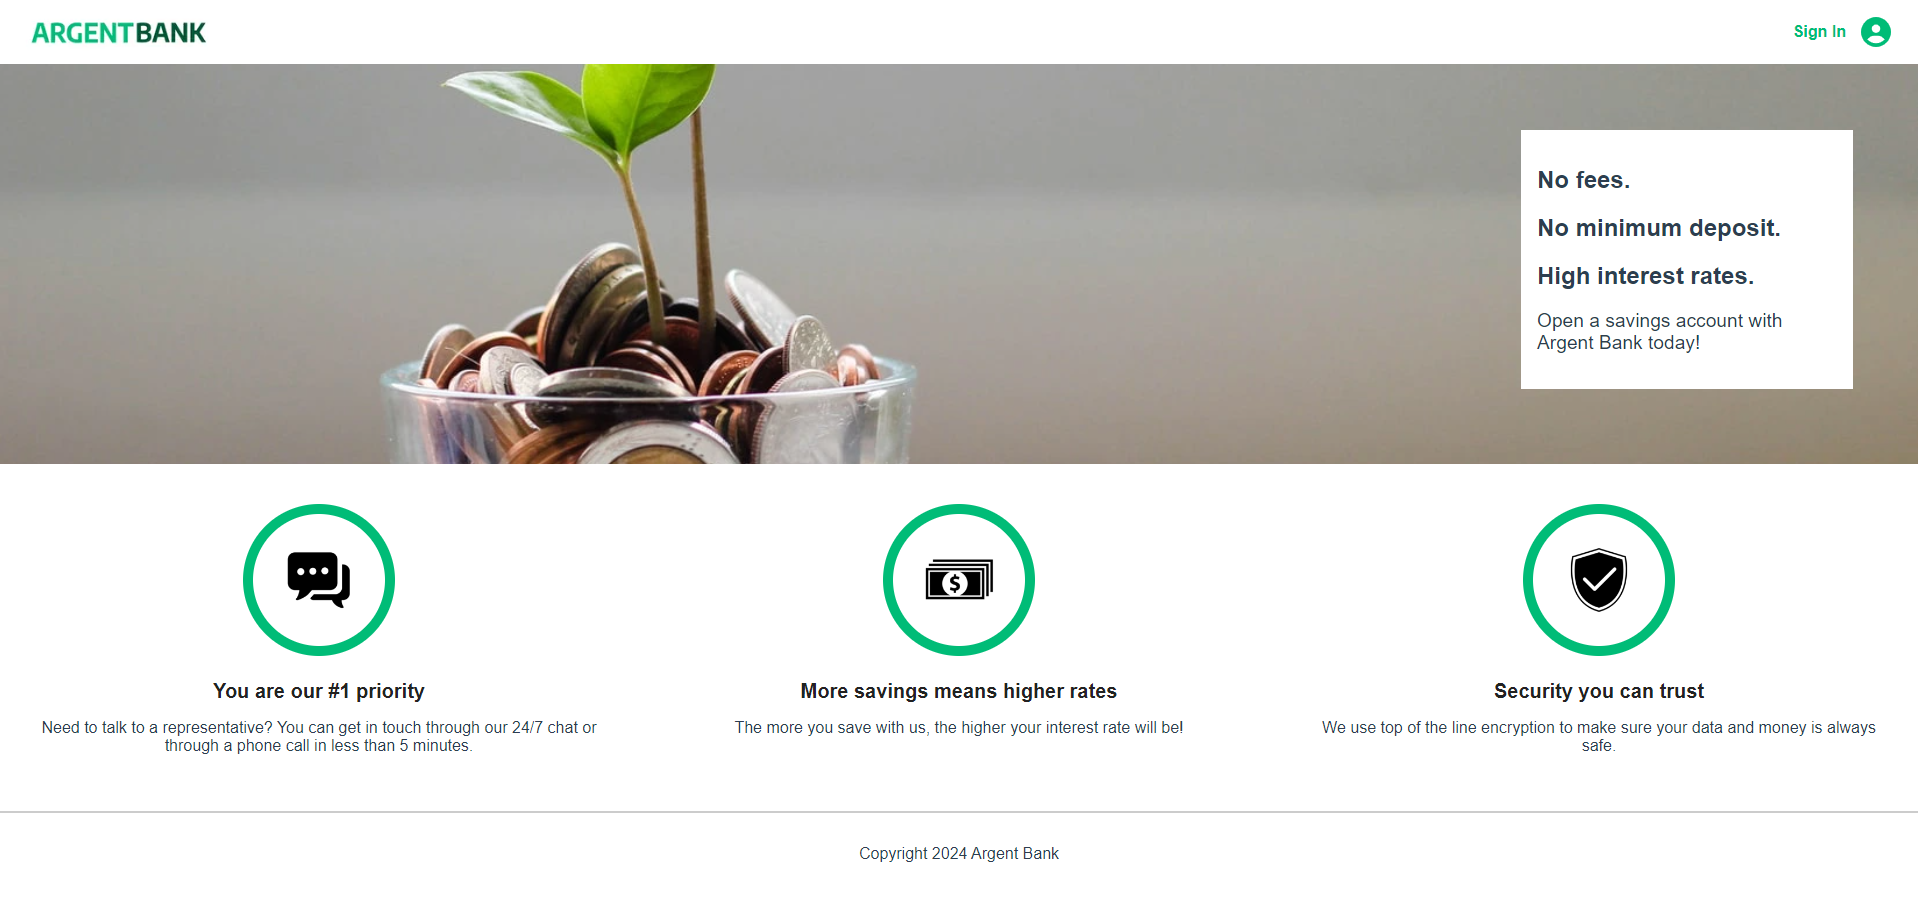 ARGENTBANK
Sign In
No fees.
No minimum deposit.
High interest rates.
Open a savings account with
Argent Bank today!
You are our #1 priority
Need to talk to a representative? You can get in touch through our 24/7 chat or
through a phone call in less than 5 minutes.
More savings means higher rates
The more you save with us, the higher your interest rate will be!
Security you can trust
We use top of the line encryption to make sure your data and money is always
safe.
Copyright 2024 Argent Bank